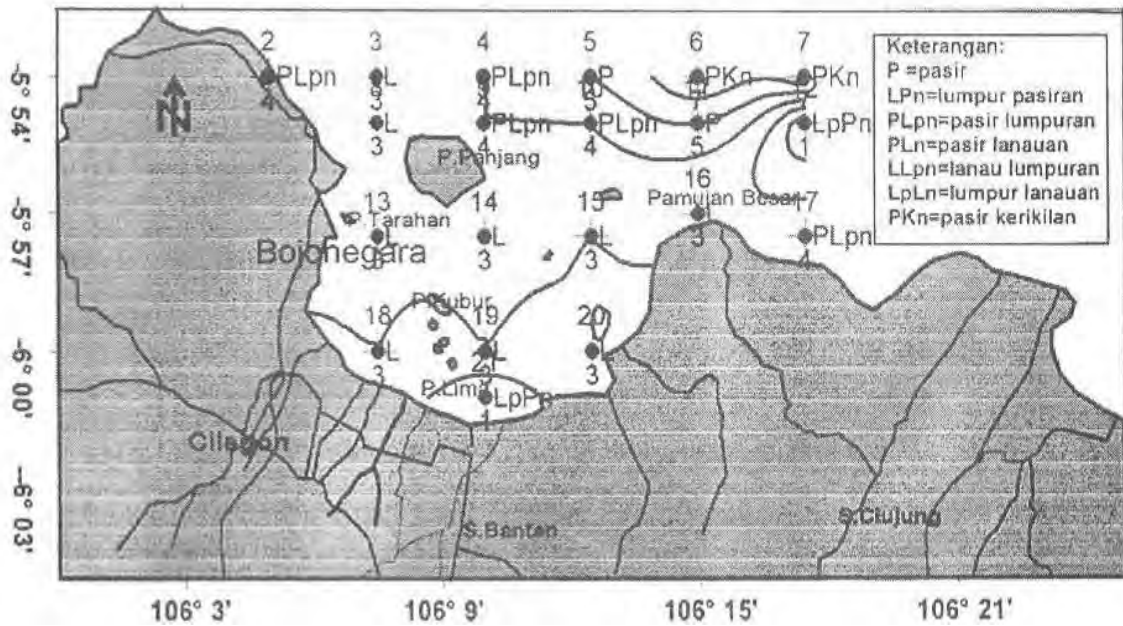 2 3 4 5 6 7
Keterangan:
P =pasir
LPn=lumpur pasiran
PLpn=pasir lumpuran
PLn=pasir lanauan
LLpn=lanau lumpuran
LpLn=lumpur lanauan
PKn=pasir kerikilan
-5° 54'
PLpn L PLpn P PKn PKn
4
L PLpn PLpn P LpPn
3 4 4 5 1
N
P.Panjang
-5° 57'
13 14 15 16 17
Tarahan
Pamujan Besar
L L L PLpn
3 3 3 4
Bojonegara
P.Kubur
-6° 00'
18 19 20
L L
3 3
21
P.Lima
LpPn
1
Cilegon
-6° 03'
S.Banten
S.Ciujung
106° 3' 106° 9' 106° 15' 106° 21'